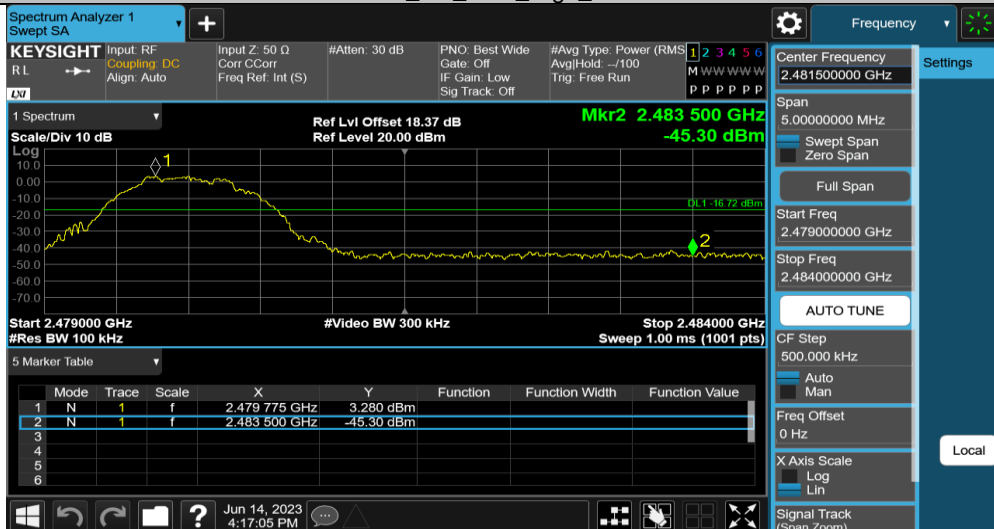 Spectrum Analyzer 1
Swept SA
Frequency
KEYSIGHT
R L
LXI
Input: RF
Coupling: DC
Align: Auto
Input Z: 50 Ω
Corr CCorr
Freq Ref: Int (S)
#Atten: 30 dB
PNO: Best Wide
Gate: Off
IF Gain: Low
Sig Track: Off
#Avg Type: Power (RMS
Avg|Hold: --/100
Trig: Free Run
1 2 3 4 5 6
M W W W W W
P P P P P P
Center Frequency
2.481500000 GHz
Settings
Span
5.00000000 MHz
Swept Span
Zero Span
Full Span
Start Freq
2.479000000 GHz
Stop Freq
2.484000000 GHz
AUTO TUNE
CF Step
500.000 kHz
Auto
Man
Freq Offset
0 Hz
X Axis Scale
Log
Lin
Signal Track
(Span Zoom)
Local
1 Spectrum
Scale/Div 10 dB
Log
Ref Lvl Offset 18.37 dB
Ref Level 20.00 dBm
Mkr2 2.483 500 GHz
-45.30 dBm
10.0
0.00
-10.0
-20.0
-30.0
-40.0
-50.0
-60.0
-70.0
1
DL1 -16.72 dBm
2
Start 2.479000 GHz
#Res BW 100 kHz
#Video BW 300 kHz
Stop 2.484000 GHz
Sweep 1.00 ms (1001 pts)
5 Marker Table
Mode Trace Scale X Y Function Function Width Function Value
1 N 1 f 2.479 775 GHz 3.280 dBm
2 N 1 f 2.483 500 GHz -45.30 dBm
3
4
5
6
?
Jun 14, 2023
4:17:05 PM